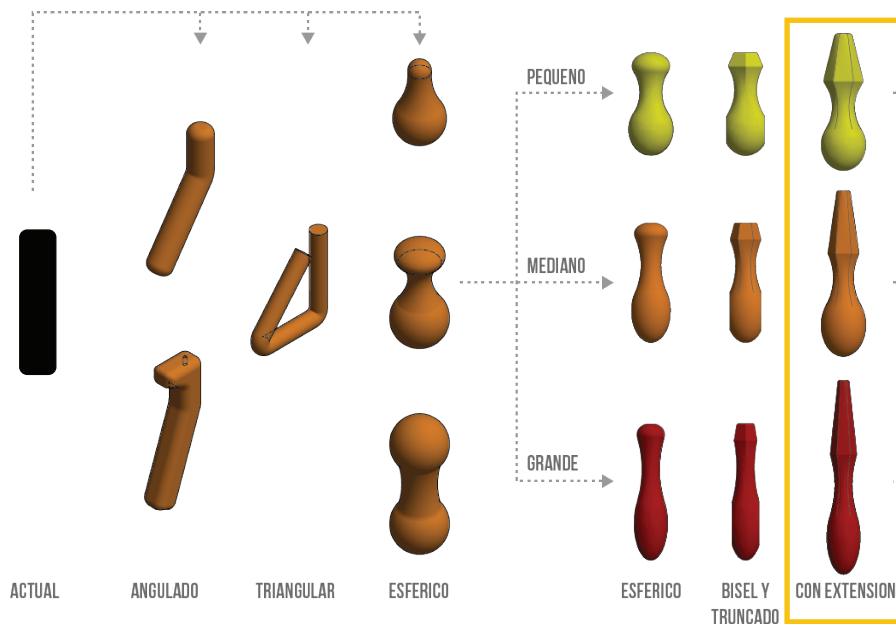 PEQUENO
MEDIANO
GRANDE
ACTUAL
ANGULADO
TRIANGULAR
ESFERICO
ESFERICO
BISEL Y
TRUNCADO
CON EXTENSION